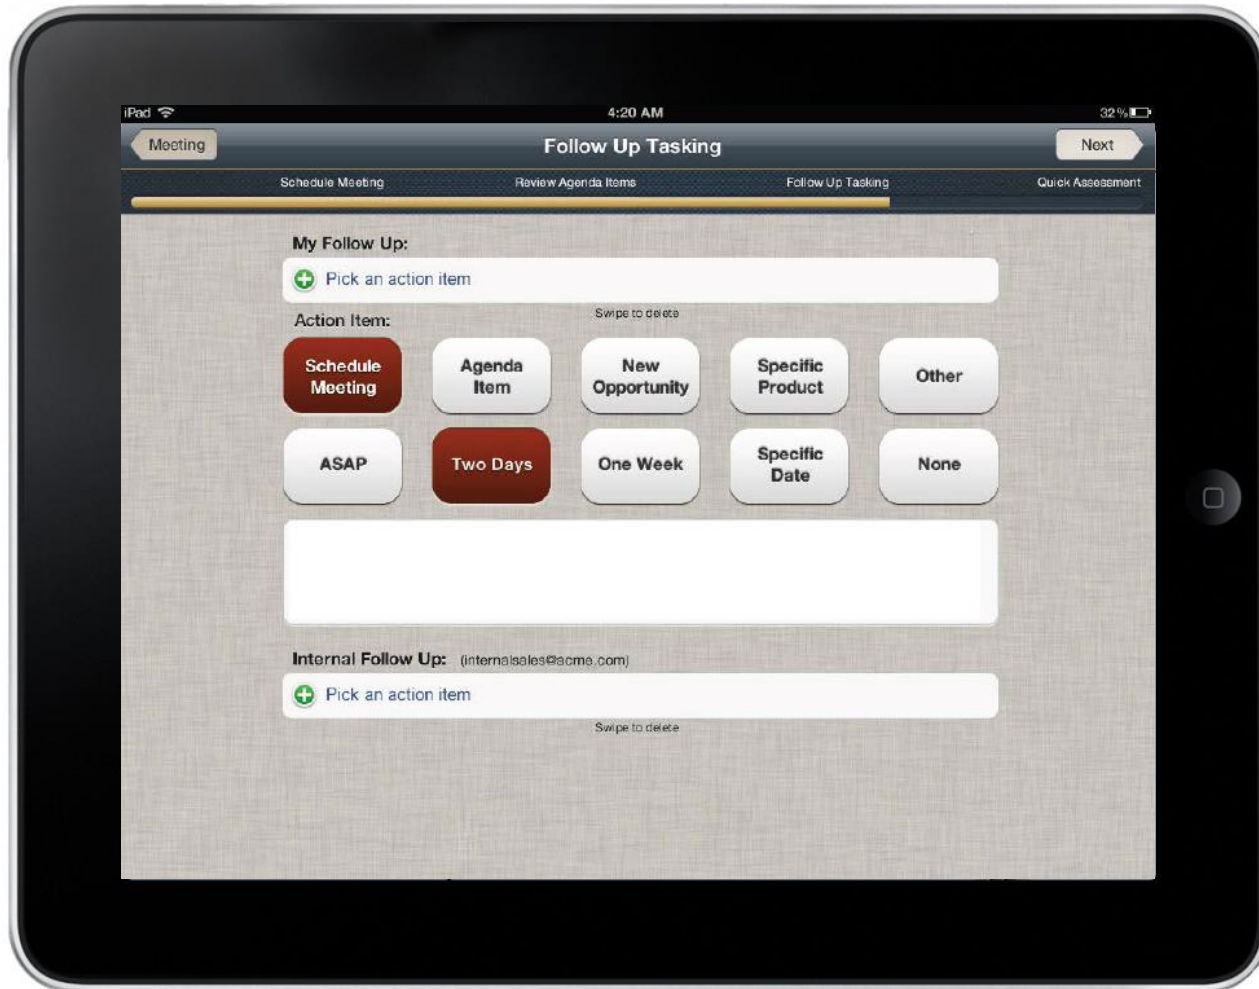 iPad 4:20 AM 32%
Meeting Follow Up Tasking Next
Schedule Meeting Review Agenda Items Follow Up Tasking Quick Assessment
My Follow Up:
Pick an action item
Swipe to delete
Action Item:
Schedule
Meeting
Agenda
Item
New
Opportunity
Specific
Product
Other
ASAP
Two Days
One Week
Specific
Date
None
Internal Follow Up: (internalsales@acme.com)
Pick an action item
Swipe to delete